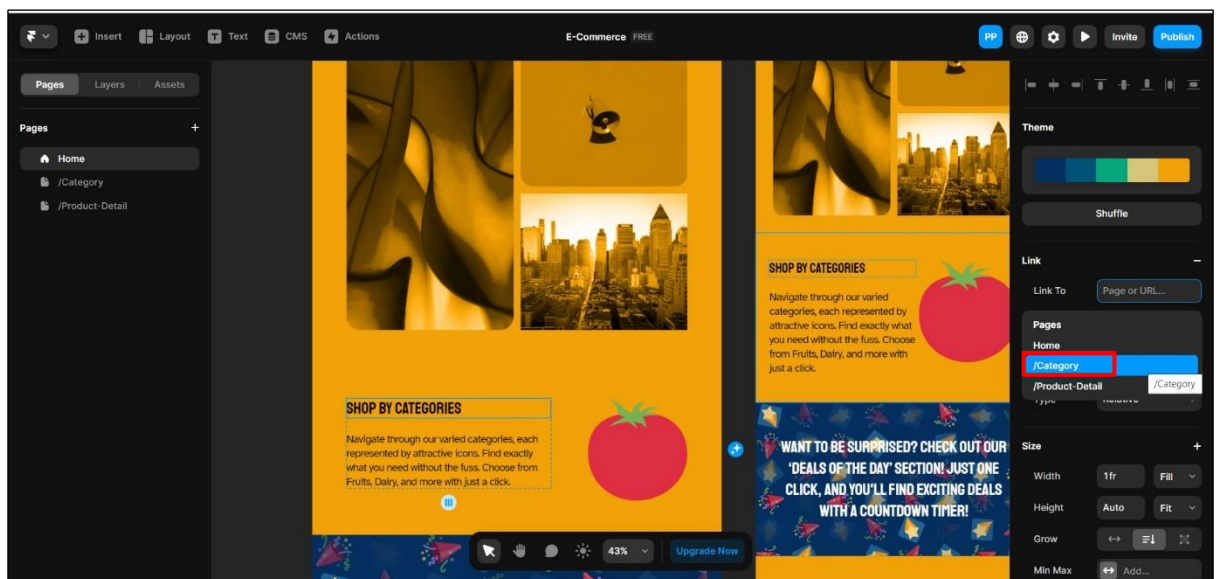 Insert Layout Text CMS Actions
E-Commerce FREE
PP
Invite
Publish
Pages Layers Assets
Pages
Home
/Category
/Product-Detail
SHOP BY CATEGORIES
Navigate through our varied categories, each
represented by attractive icons. Find exactly
what you need without the fuss. Choose from
Fruits, Dairy, and more with just a click.
SHOP BY CATEGORIES
Navigate through our varied
categories, each represented by
attractive icons. Find exactly what
you need without the fuss. Choose
from Fruits, Dairy, and more with
just a click.
WANT TO BE SURPRISED? CHECK OUT OUR
'DEALS OF THE DAY' SECTION! JUST ONE
CLICK, AND YOU'LL FIND EXCITING DEALS
WITH A COUNTDOWN TIMER!
43%
Upgrade Now
Theme
Shuffle
Link
Link To Page or URL...
Pages
Home
/Category
/Product-Detail
/Category
Type Relative
Size
Width 1fr Fill
Height Auto Fit
Grow
Min Max Add...